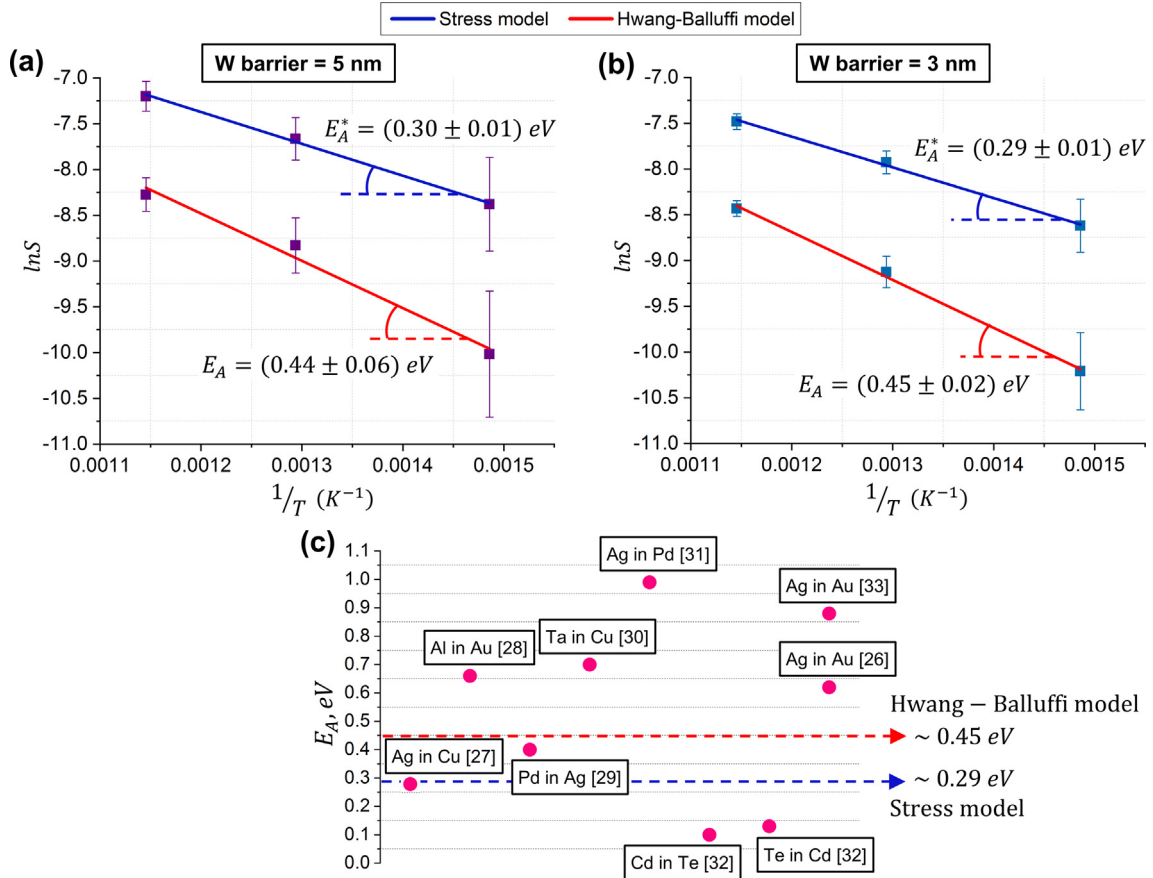 Stress model
Hwang-Balluffi model
(a)
W barrier = 5 nm
-7.0
-7.5
-8.0
-8.5
-9.0
-9.5
-10.0
-10.5
-11.0
lnS
E*A = (0.30 ± 0.01) eV
EA = (0.44 ± 0.06) eV
0.0011 0.0012 0.0013 0.0014 0.0015
1/T (K⁻¹)
(b)
W barrier = 3 nm
-7.0
-7.5
-8.0
-8.5
-9.0
-9.5
-10.0
-10.5
-11.0
lnS
E*A = (0.29 ± 0.01) eV
EA = (0.45 ± 0.02) eV
0.0011 0.0012 0.0013 0.0014 0.0015
1/T (K⁻¹)
(c)
1.1
1.0
0.9
0.8
0.7
0.6
0.5
0.4
0.3
0.2
0.1
0.0
EA, eV
Ag in Pd [31]
Ag in Au [33]
Al in Au [28]
Ta in Cu [30]
Ag in Au [26]
Hwang − Balluffi model
~ 0.45 eV
Ag in Cu [27]
Pd in Ag [29]
~ 0.29 eV
Stress model
Cd in Te [32]
Te in Cd [32]